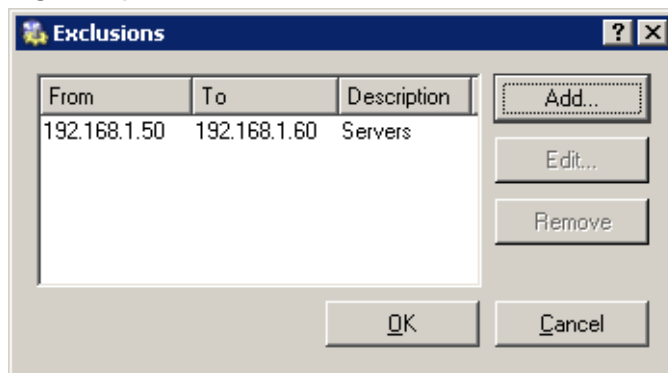 Exclusions
From To Description
192.168.1.50 192.168.1.60 Servers
Add...
Edit...
Remove
OK Cancel